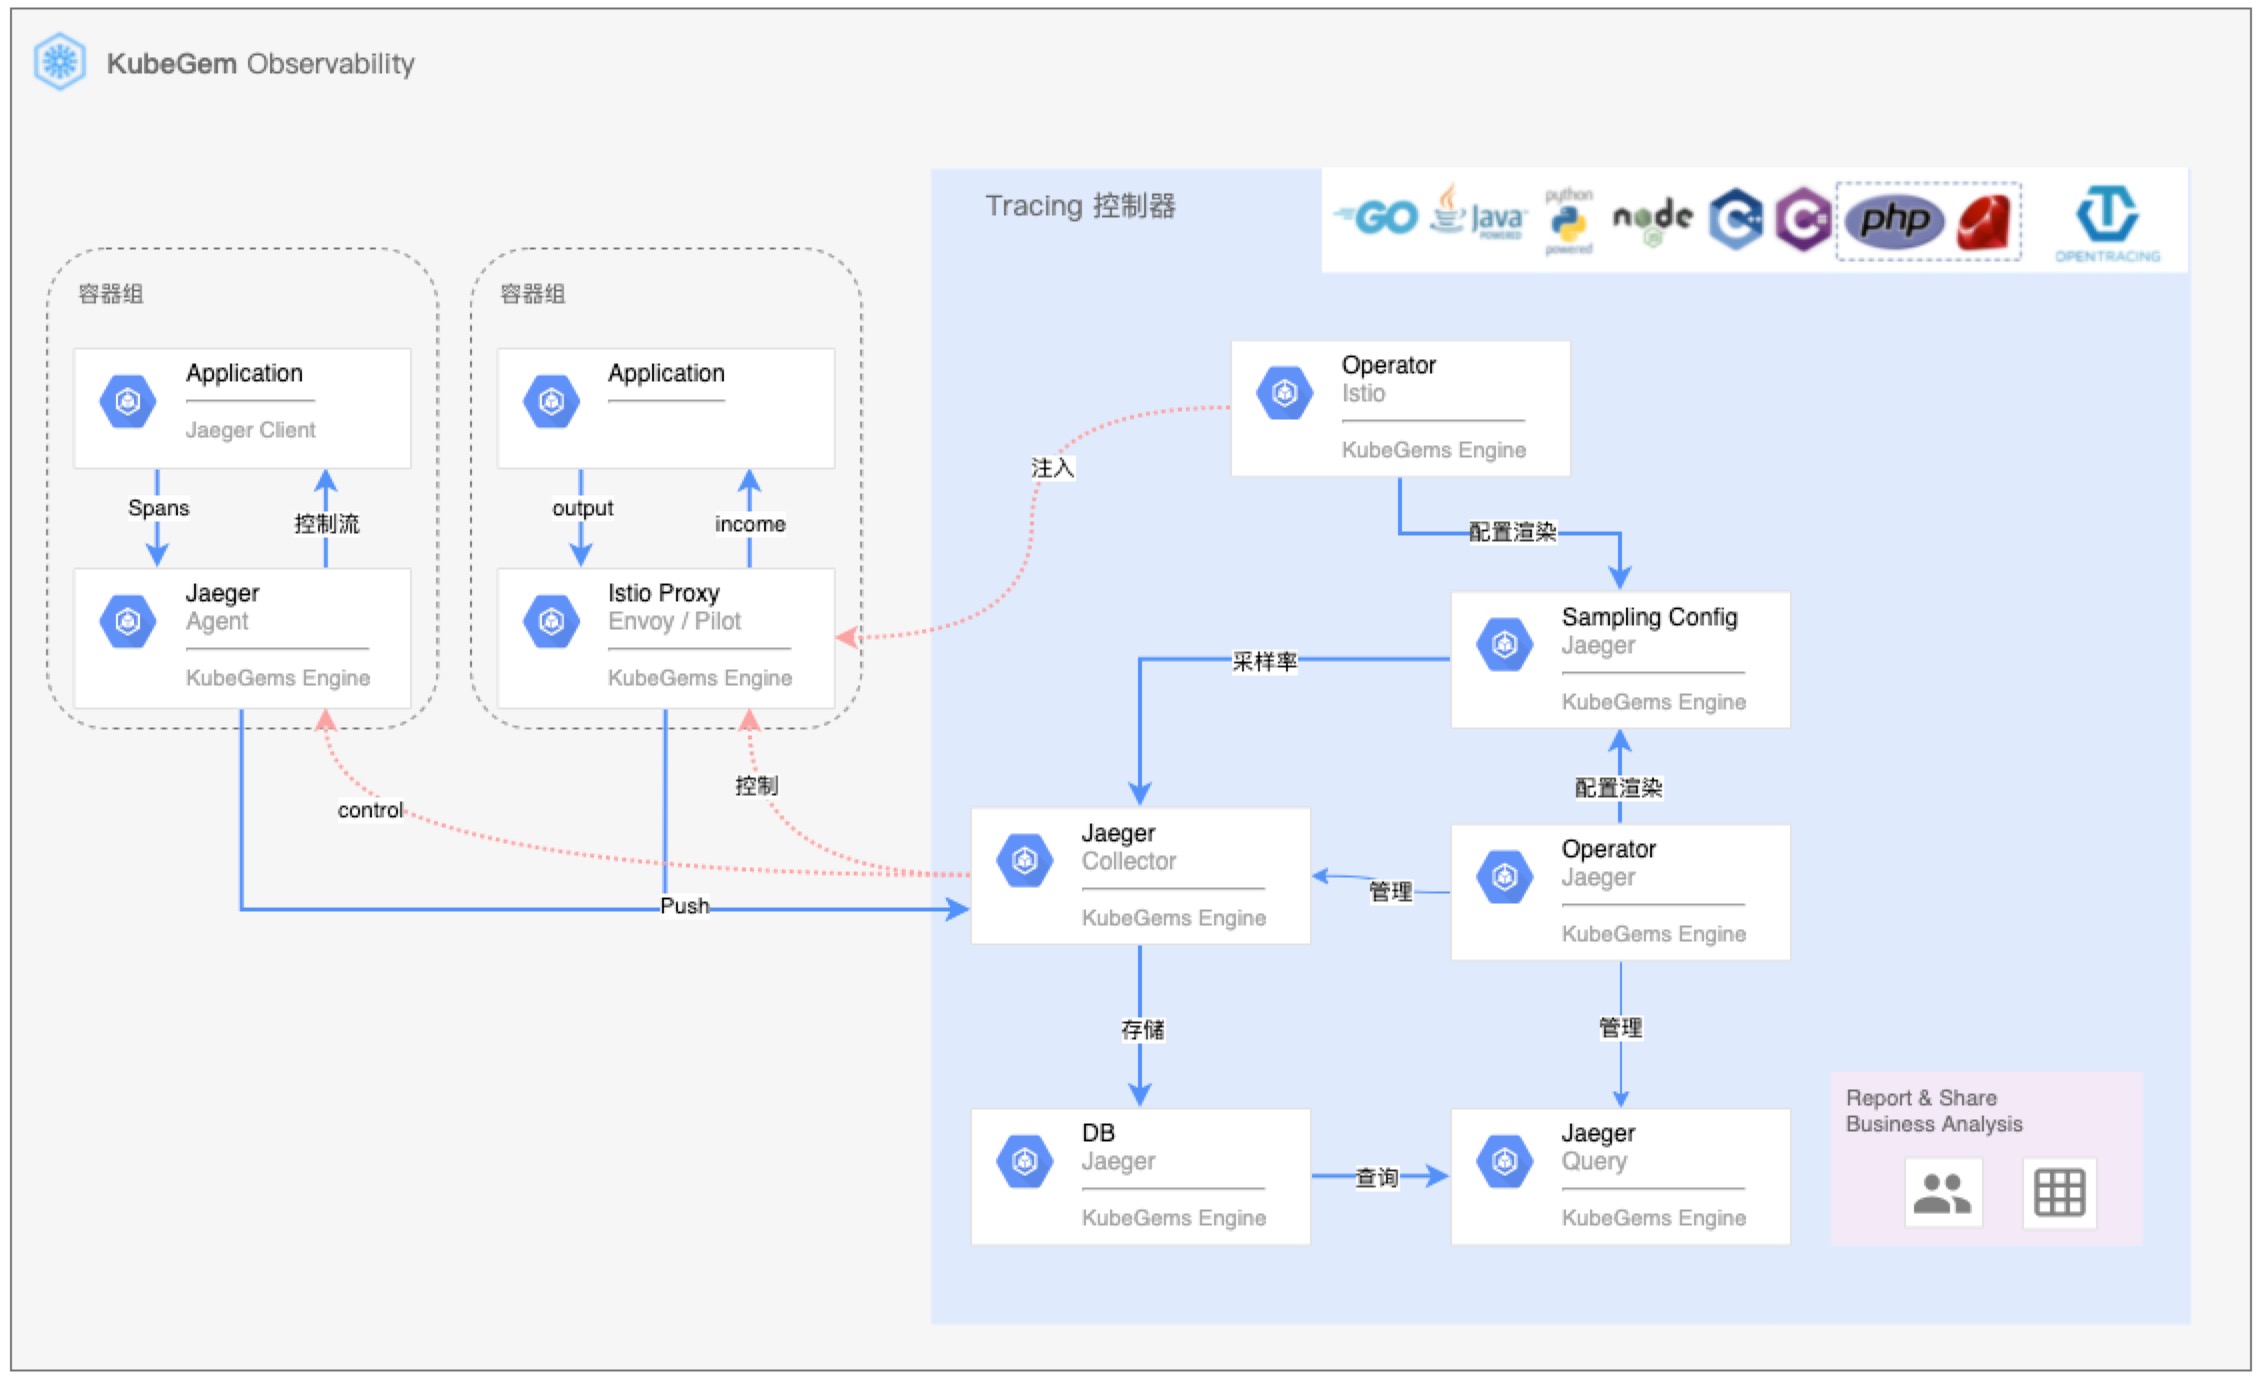 KubeGem Observability
Tracing 控制器
GO
Java
POWERED
python
powered
node
JS
C++
C#
php
OPENTRACING
容器组
Application
Jaeger Client
Spans
控制流
Jaeger
Agent
KubeGems Engine
容器组
Application
output
income
Istio Proxy
Envoy / Pilot
KubeGems Engine
注入
Operator
Istio
KubeGems Engine
配置渲染
Sampling Config
Jaeger
KubeGems Engine
采样率
配置渲染
control
控制
Push
Jaeger
Collector
KubeGems Engine
管理
Operator
Jaeger
KubeGems Engine
存储
管理
DB
Jaeger
KubeGems Engine
查询
Jaeger
Query
KubeGems Engine
Report & Share
Business Analysis